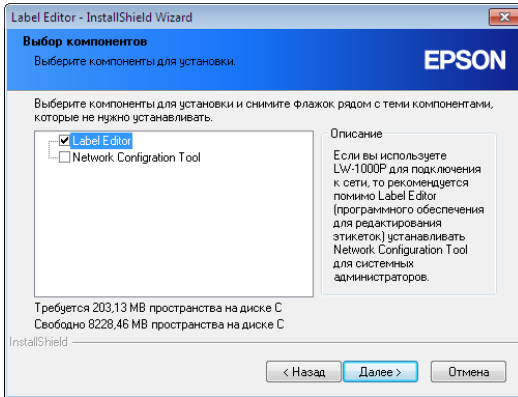 Label Editor - InstallShield Wizard
Выбор компонентов
Выберите компоненты для установки.
EPSON
Выберите компоненты для установки и снимите флажок рядом с теми компонентами,
которые не нужно устанавливать.
Label Editor
Network Configration Tool
Описание
Если вы используете
LW-1000P для подключения
к сети, то рекомендуется
помимо Label Editor
(программного обеспечения
для редактирования
этикеток) устанавливать
Network Configuration Tool
для системных
администраторов.
Требуется 203,13 MB пространства на диске C
Свободно 8228,46 MB пространства на диске C
InstallShield
< Назад
Далее >
Отмена